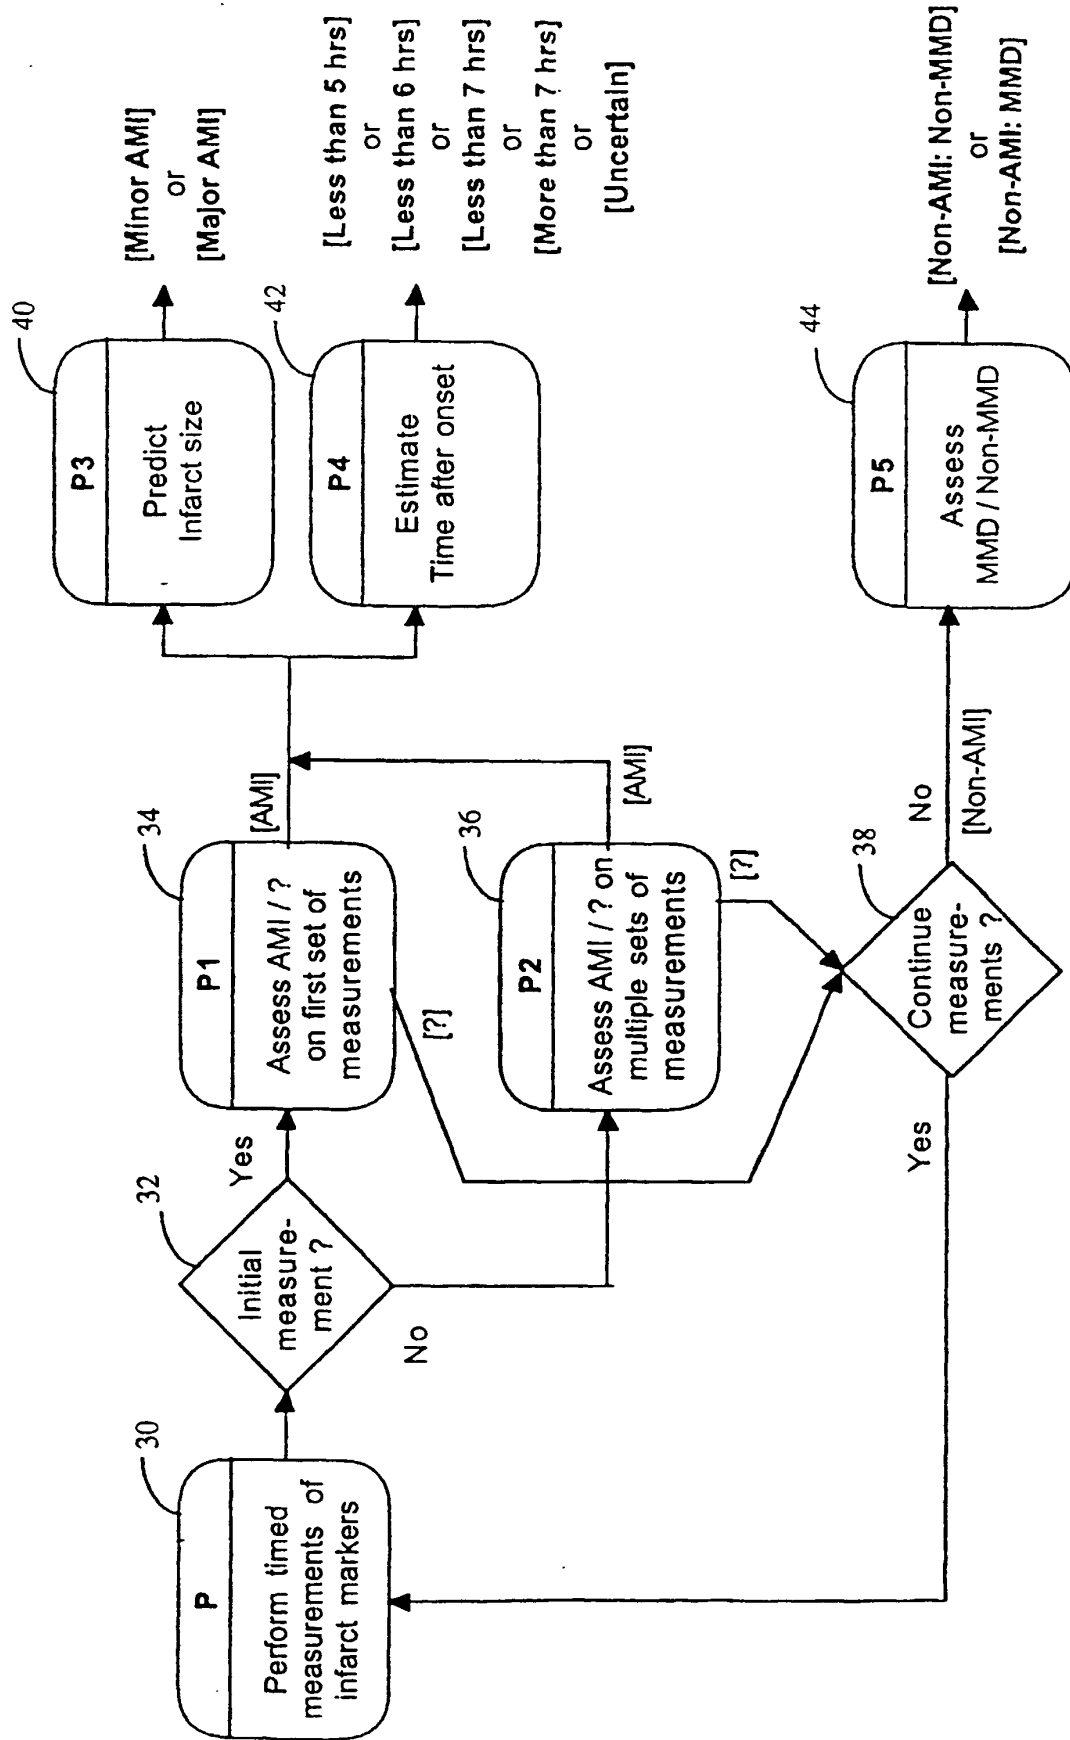 30
P
Perform timed
measurements of
infarct markers
32
Initial
measure-
ment ?
Yes
No
34
P1
Assess AMI / ?
on first set of
measurements
[AMI]
[?]
36
P2
Assess AMI / ? on
multiple sets of
measurements
[AMI]
[?]
38
Continue
measure-
ments ?
Yes
No
[Non-AMI]
40
P3
Predict
Infarct size
[Minor AMI]
or
[Major AMI]
42
P4
Estimate
Time after onset
[Less than 5 hrs]
or
[Less than 6 hrs]
or
[Less than 7 hrs]
or
[More than 7 hrs]
or
[Uncertain]
44
P5
Assess
MMD / Non-MMD
[Non-AMI: Non-MMD]
or
[Non-AMI: MMD]